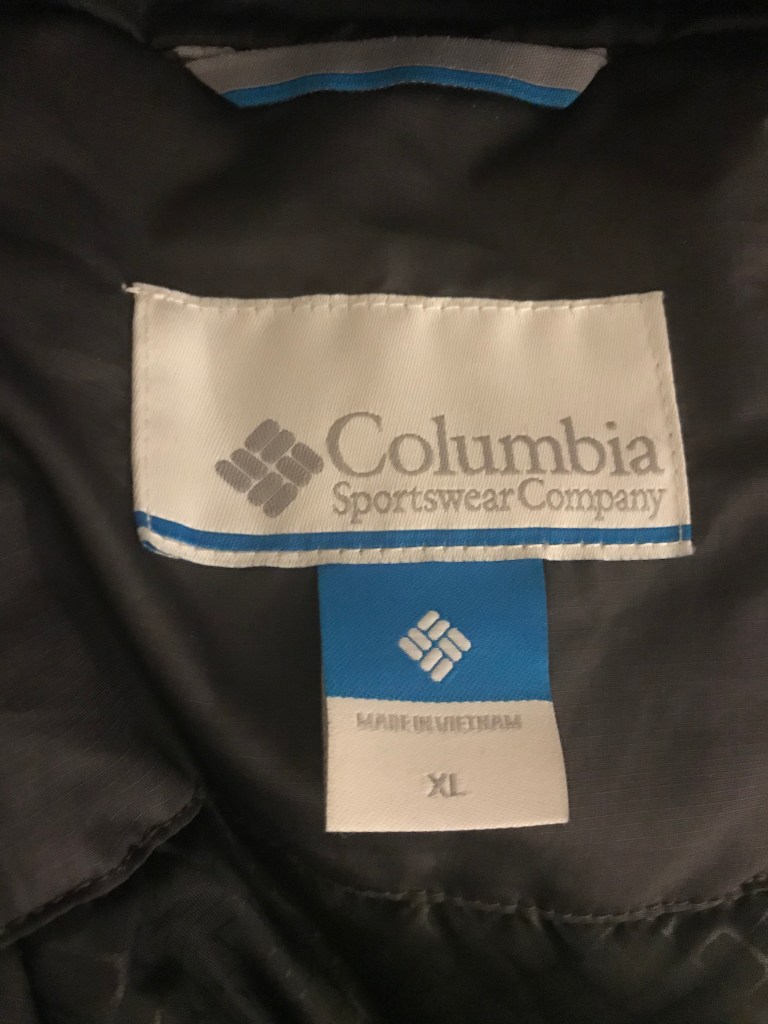 Columbia
Sportswear Company
MADE IN VIETNAM
XL